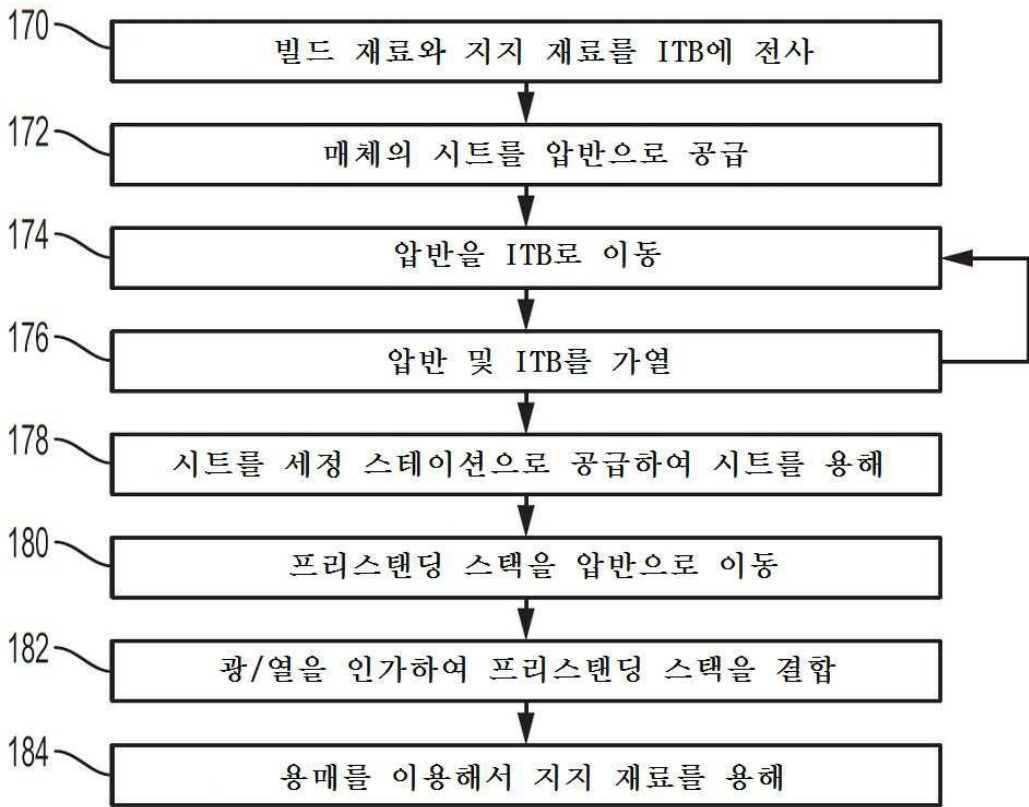 170
빌드 재료와 지지 재료를 ITB에 전사
172
매체의 시트를 압반으로 공급
174
압반을 ITB로 이동
176
압반 및 ITB를 가열
178
시트를 세정 스테이션으로 공급하여 시트를 용해
180
프리스탠딩 스택을 압반으로 이동
182
광/열을 인가하여 프리스탠딩 스택을 결합
184
용매를 이용해서 지지 재료를 용해